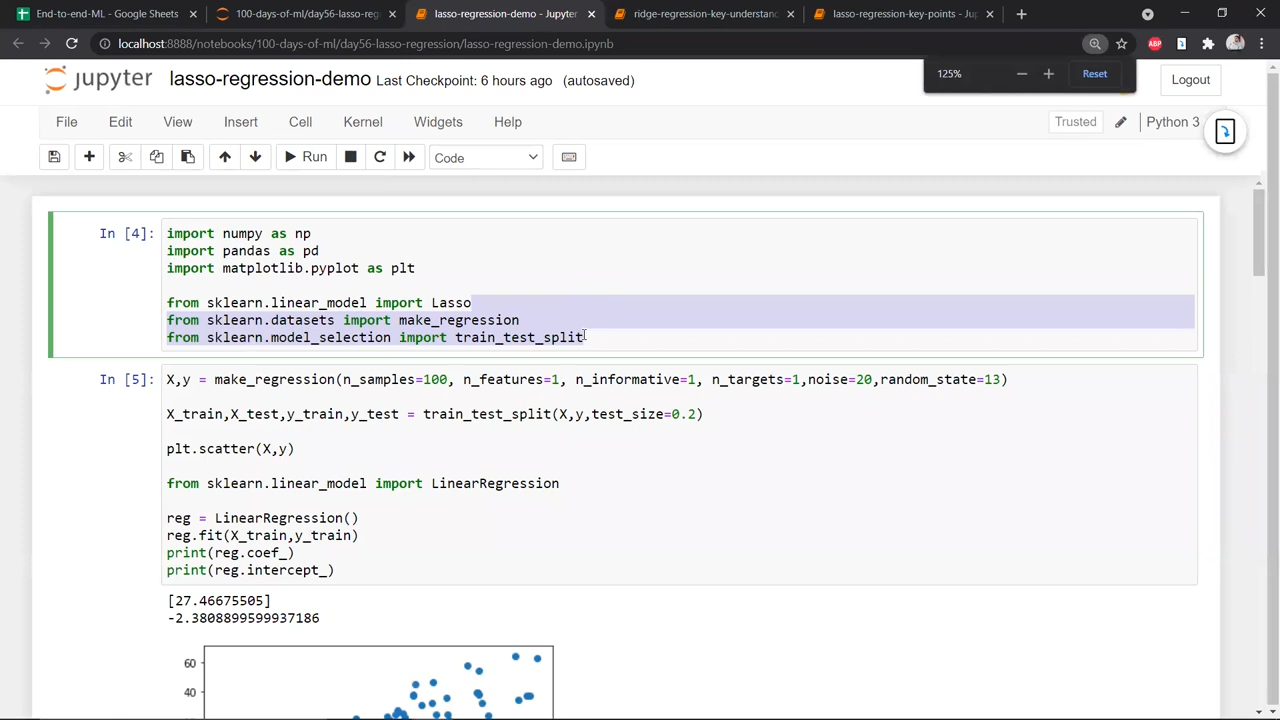 End-to-end-ML - Google Sheets
100-days-of-ml/day56-lasso-regre
lasso-regression-demo - Jupyter
ridge-regression-key-understanc
lasso-regression-key-points - Jup
localhost:8888/notebooks/100-days-of-ml/day56-lasso-regression/lasso-regression-demo.ipynb
ABP
125%
Reset
jupyter
lasso-regression-demo Last Checkpoint: 6 hours ago (autosaved)
Logout
File Edit View Insert Cell Kernel Widgets Help
Trusted
Python 3
Run
Code
In [4]:
import numpy as np
import pandas as pd
import matplotlib.pyplot as plt
from sklearn.linear_model import Lasso
from sklearn.datasets import make_regression
from sklearn.model_selection import train_test_split
In [5]:
X,y = make_regression(n_samples=100, n_features=1, n_informative=1, n_targets=1,noise=20,random_state=13)
X_train,X_test,y_train,y_test = train_test_split(X,y,test_size=0.2)
plt.scatter(X,y)
from sklearn.linear_model import LinearRegression
reg = LinearRegression()
reg.fit(X_train,y_train)
print(reg.coef_)
print(reg.intercept_)
[27.46675505]
-2.3808899599937186
60
40